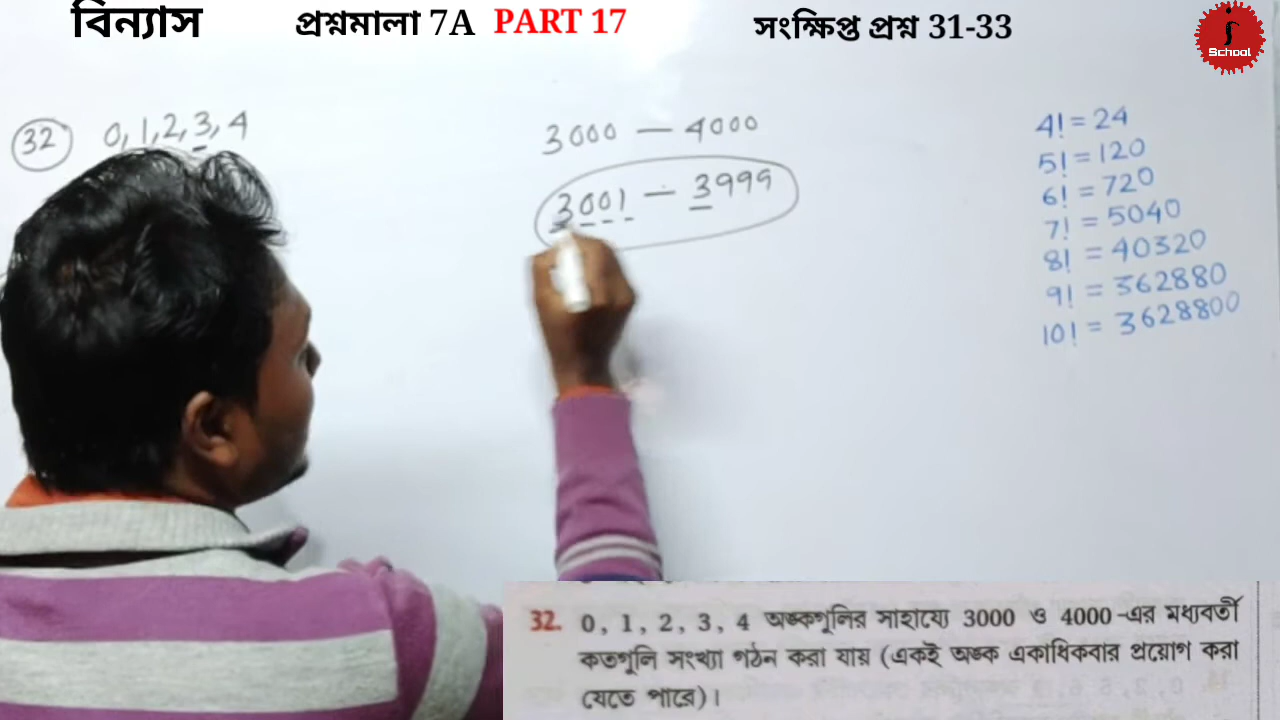 বিন্যাস প্রশ্নমালা 7A PART 17 সংক্ষিপ্ত প্রশ্ন 31-33
School
32 0, 1, 2, 3, 4
3000 — 4000
3001 — 3999
4! = 24
5! = 120
6! = 720
7! = 5040
8! = 40320
9! = 362880
10! = 3628800
32. 0, 1, 2, 3, 4 অঙ্কগুলির সাহায্যে 3000 ও 4000-এর মধ্যবর্তী
কতগুলি সংখ্যা গঠন করা যায় (একই অঙ্ক একাধিকবার প্রয়োগ করা
যেতে পারে)।